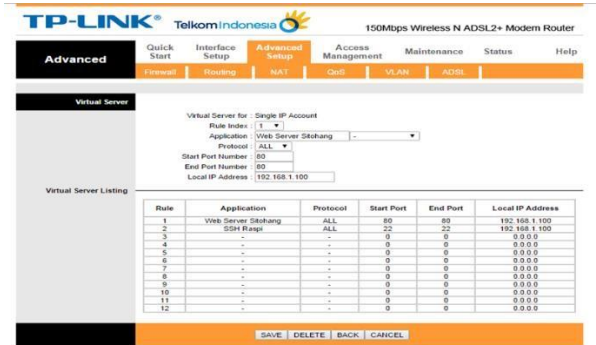 TP-LINK® TelkomIndonesia
150Mbps Wireless N ADSL2+ Modem Router
Advanced
Quick Start Interface Setup Advanced Setup Access Management Maintenance Status Help
Firewall Routing NAT QoS VLAN ADSL
Virtual Server
Virtual Server for : Single IP Account
Rule Index : 1
Application : Web Server Sitohang -
Protocol : ALL
Start Port Number : 80
End Port Number : 80
Local IP Address : 192.168.1.100
Virtual Server Listing
Rule Application Protocol Start Port End Port Local IP Address
1 Web Server Sitohang ALL 80 80 192.168.1.100
2 SSH Raspi ALL 22 22 192.168.1.100
3 - - 0 0 0.0.0.0
4 - - 0 0 0.0.0.0
5 - - 0 0 0.0.0.0
6 - - 0 0 0.0.0.0
7 - - 0 0 0.0.0.0
8 - - 0 0 0.0.0.0
9 - - 0 0 0.0.0.0
10 - - 0 0 0.0.0.0
11 - - 0 0 0.0.0.0
12 - - 0 0 0.0.0.0
SAVE DELETE BACK CANCEL